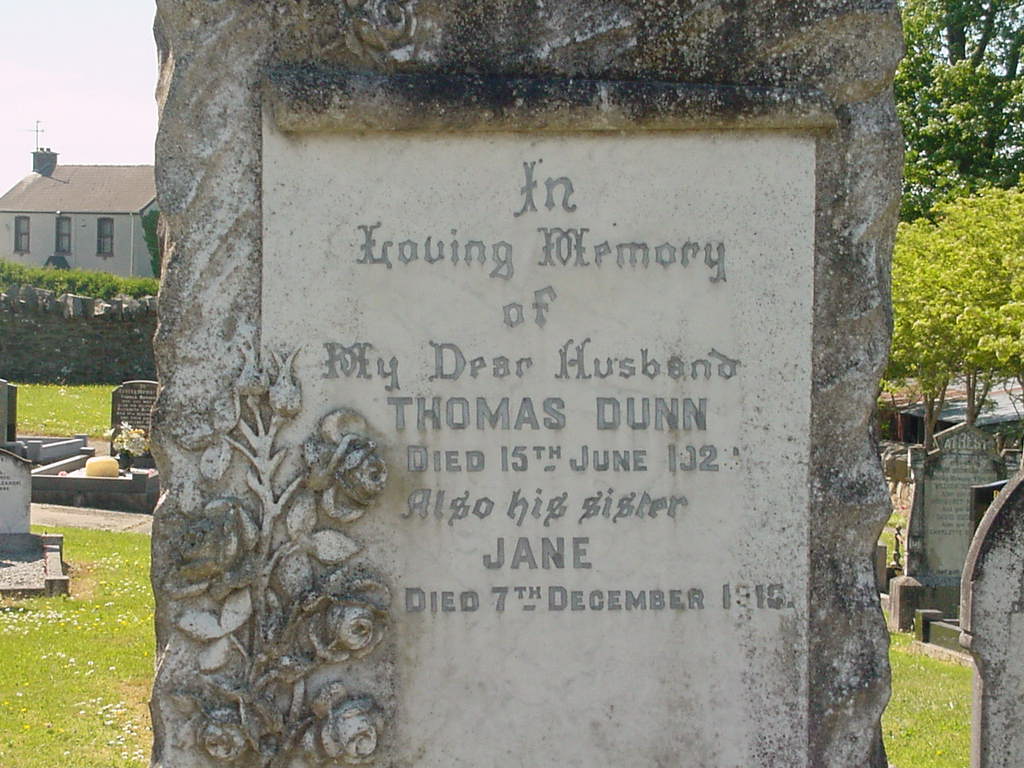 In
Loving Memory
of
My Dear Husband
THOMAS DUNN
DIED 15TH JUNE
Also his sister
JANE
DIED 7TH DECEMBER